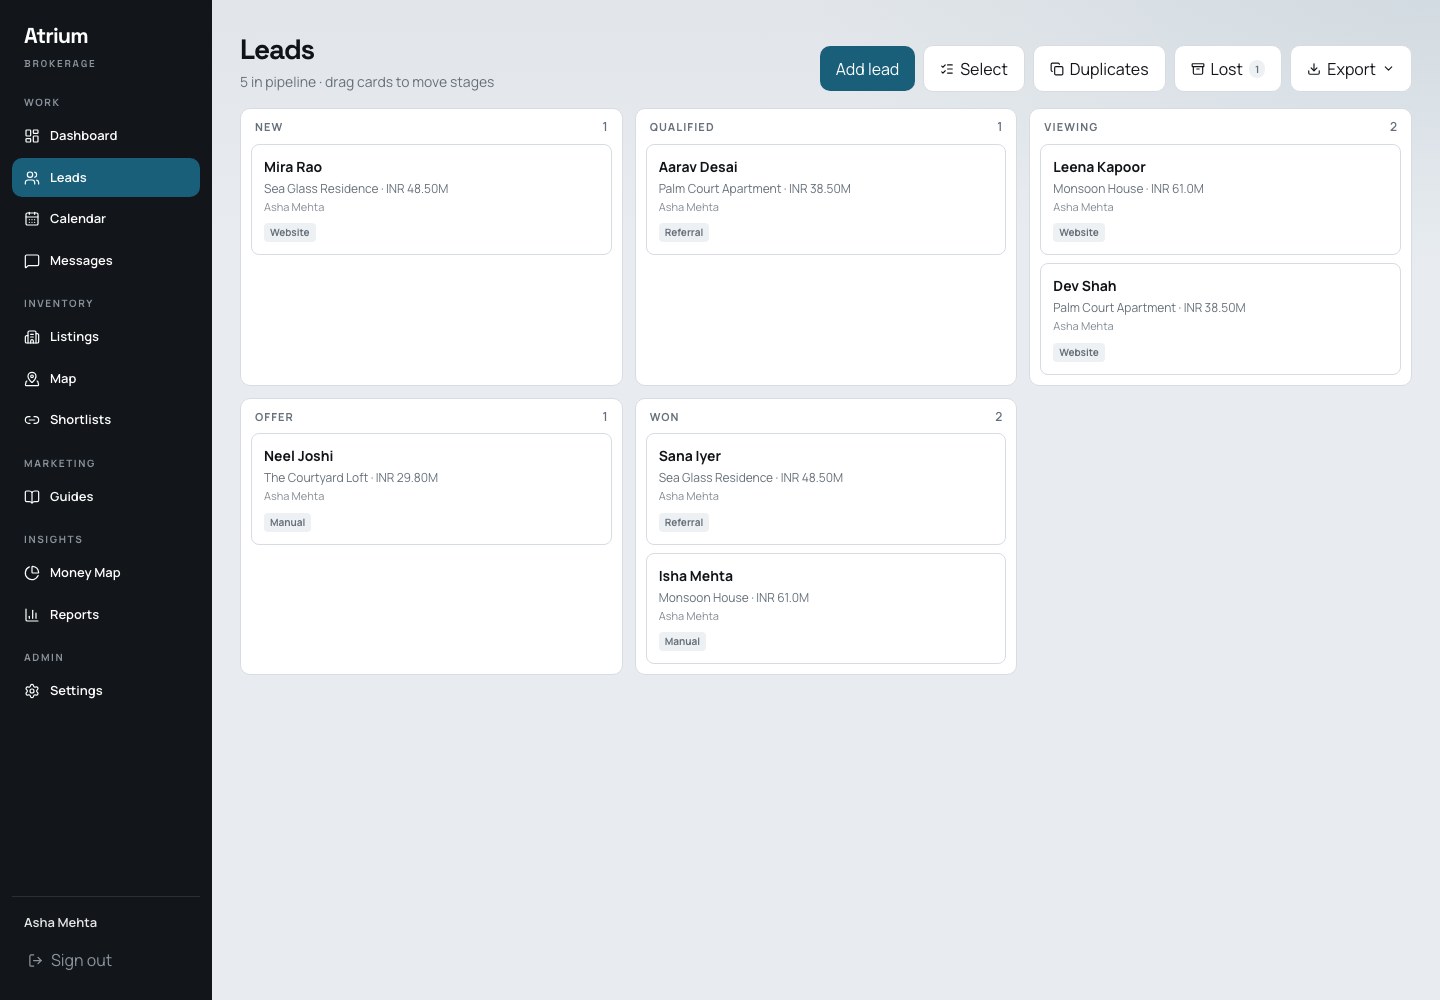 Atrium
BROKERAGE
WORK
Dashboard
Leads
Calendar
Messages
INVENTORY
Listings
Map
Shortlists
MARKETING
Guides
INSIGHTS
Money Map
Reports
ADMIN
Settings
Asha Mehta
Sign out
Leads
5 in pipeline · drag cards to move stages
Add lead
Select
Duplicates
Lost 1
Export
NEW 1
Mira Rao
Sea Glass Residence · INR 48.50M
Asha Mehta
Website
QUALIFIED 1
Aarav Desai
Palm Court Apartment · INR 38.50M
Asha Mehta
Referral
VIEWING 2
Leena Kapoor
Monsoon House · INR 61.0M
Asha Mehta
Website
Dev Shah
Palm Court Apartment · INR 38.50M
Asha Mehta
Website
OFFER 1
Neel Joshi
The Courtyard Loft · INR 29.80M
Asha Mehta
Manual
WON 2
Sana Iyer
Sea Glass Residence · INR 48.50M
Asha Mehta
Referral
Isha Mehta
Monsoon House · INR 61.0M
Asha Mehta
Manual